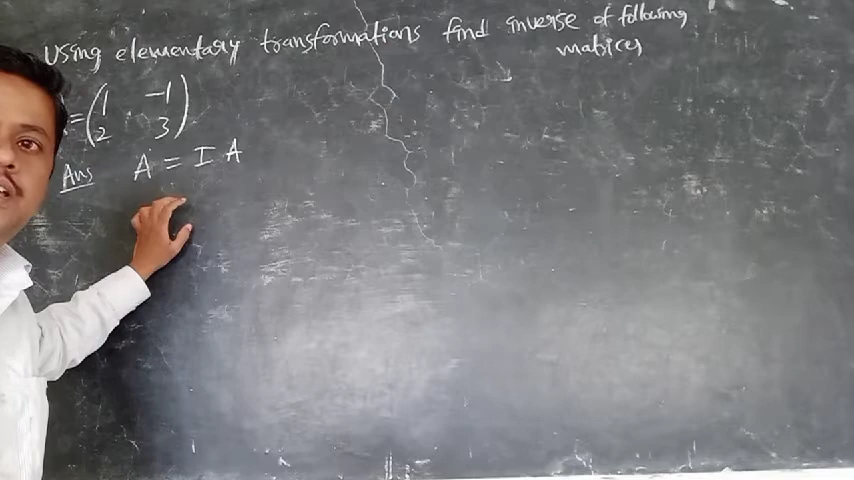 Using elementary transformations find inverse of following
matrices
= ( 1 -1
2 3 )
Ans A = I A